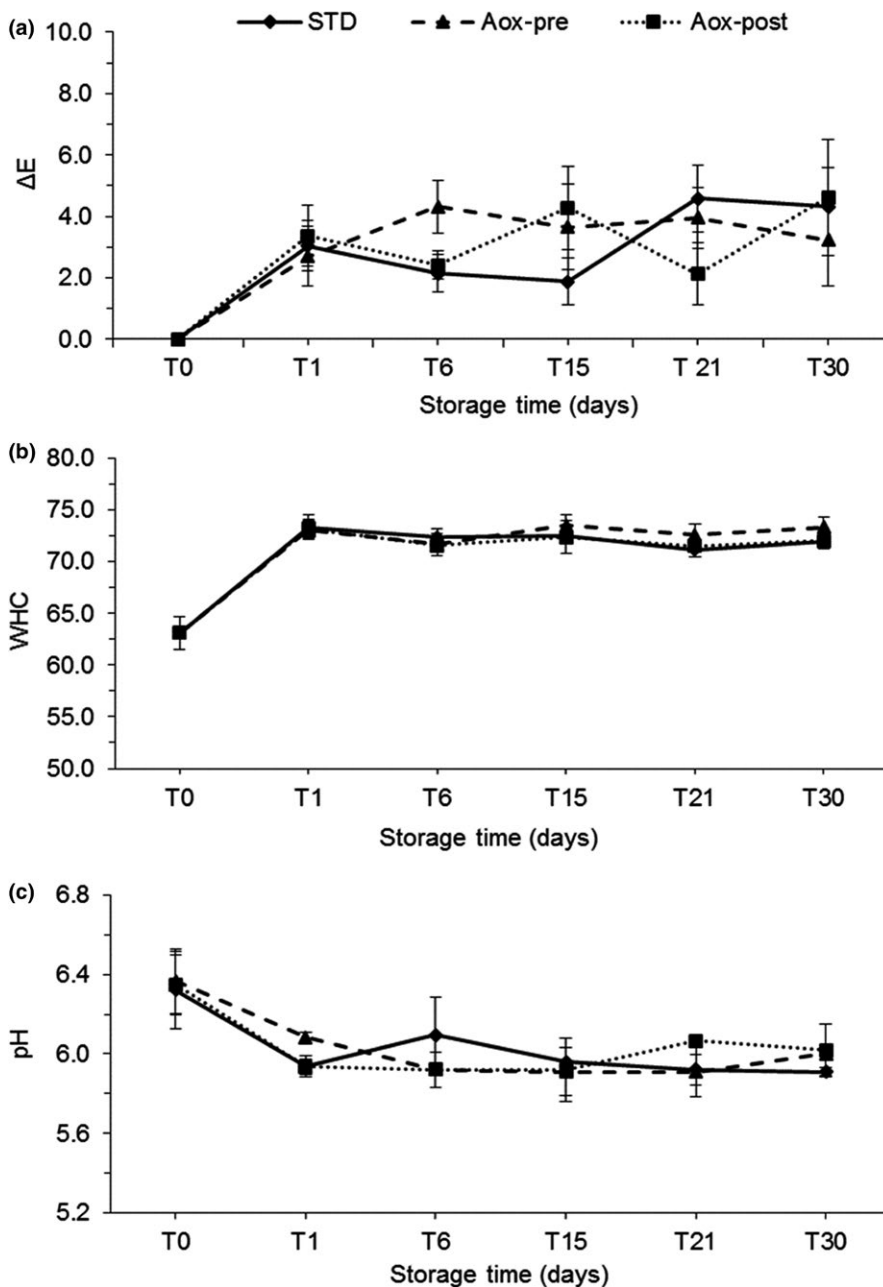 (a)
STD Aox-pre Aox-post
10.0
8.0
6.0
4.0
2.0
0.0
ΔE
T0 T1 T6 T15 T 21 T30
Storage time (days)
(b)
80.0
75.0
70.0
65.0
60.0
55.0
50.0
WHC
T0 T1 T6 T15 T21 T30
Storage time (days)
(c)
6.8
6.4
6.0
5.6
5.2
pH
T0 T1 T6 T15 T21 T30
Storage time (days)